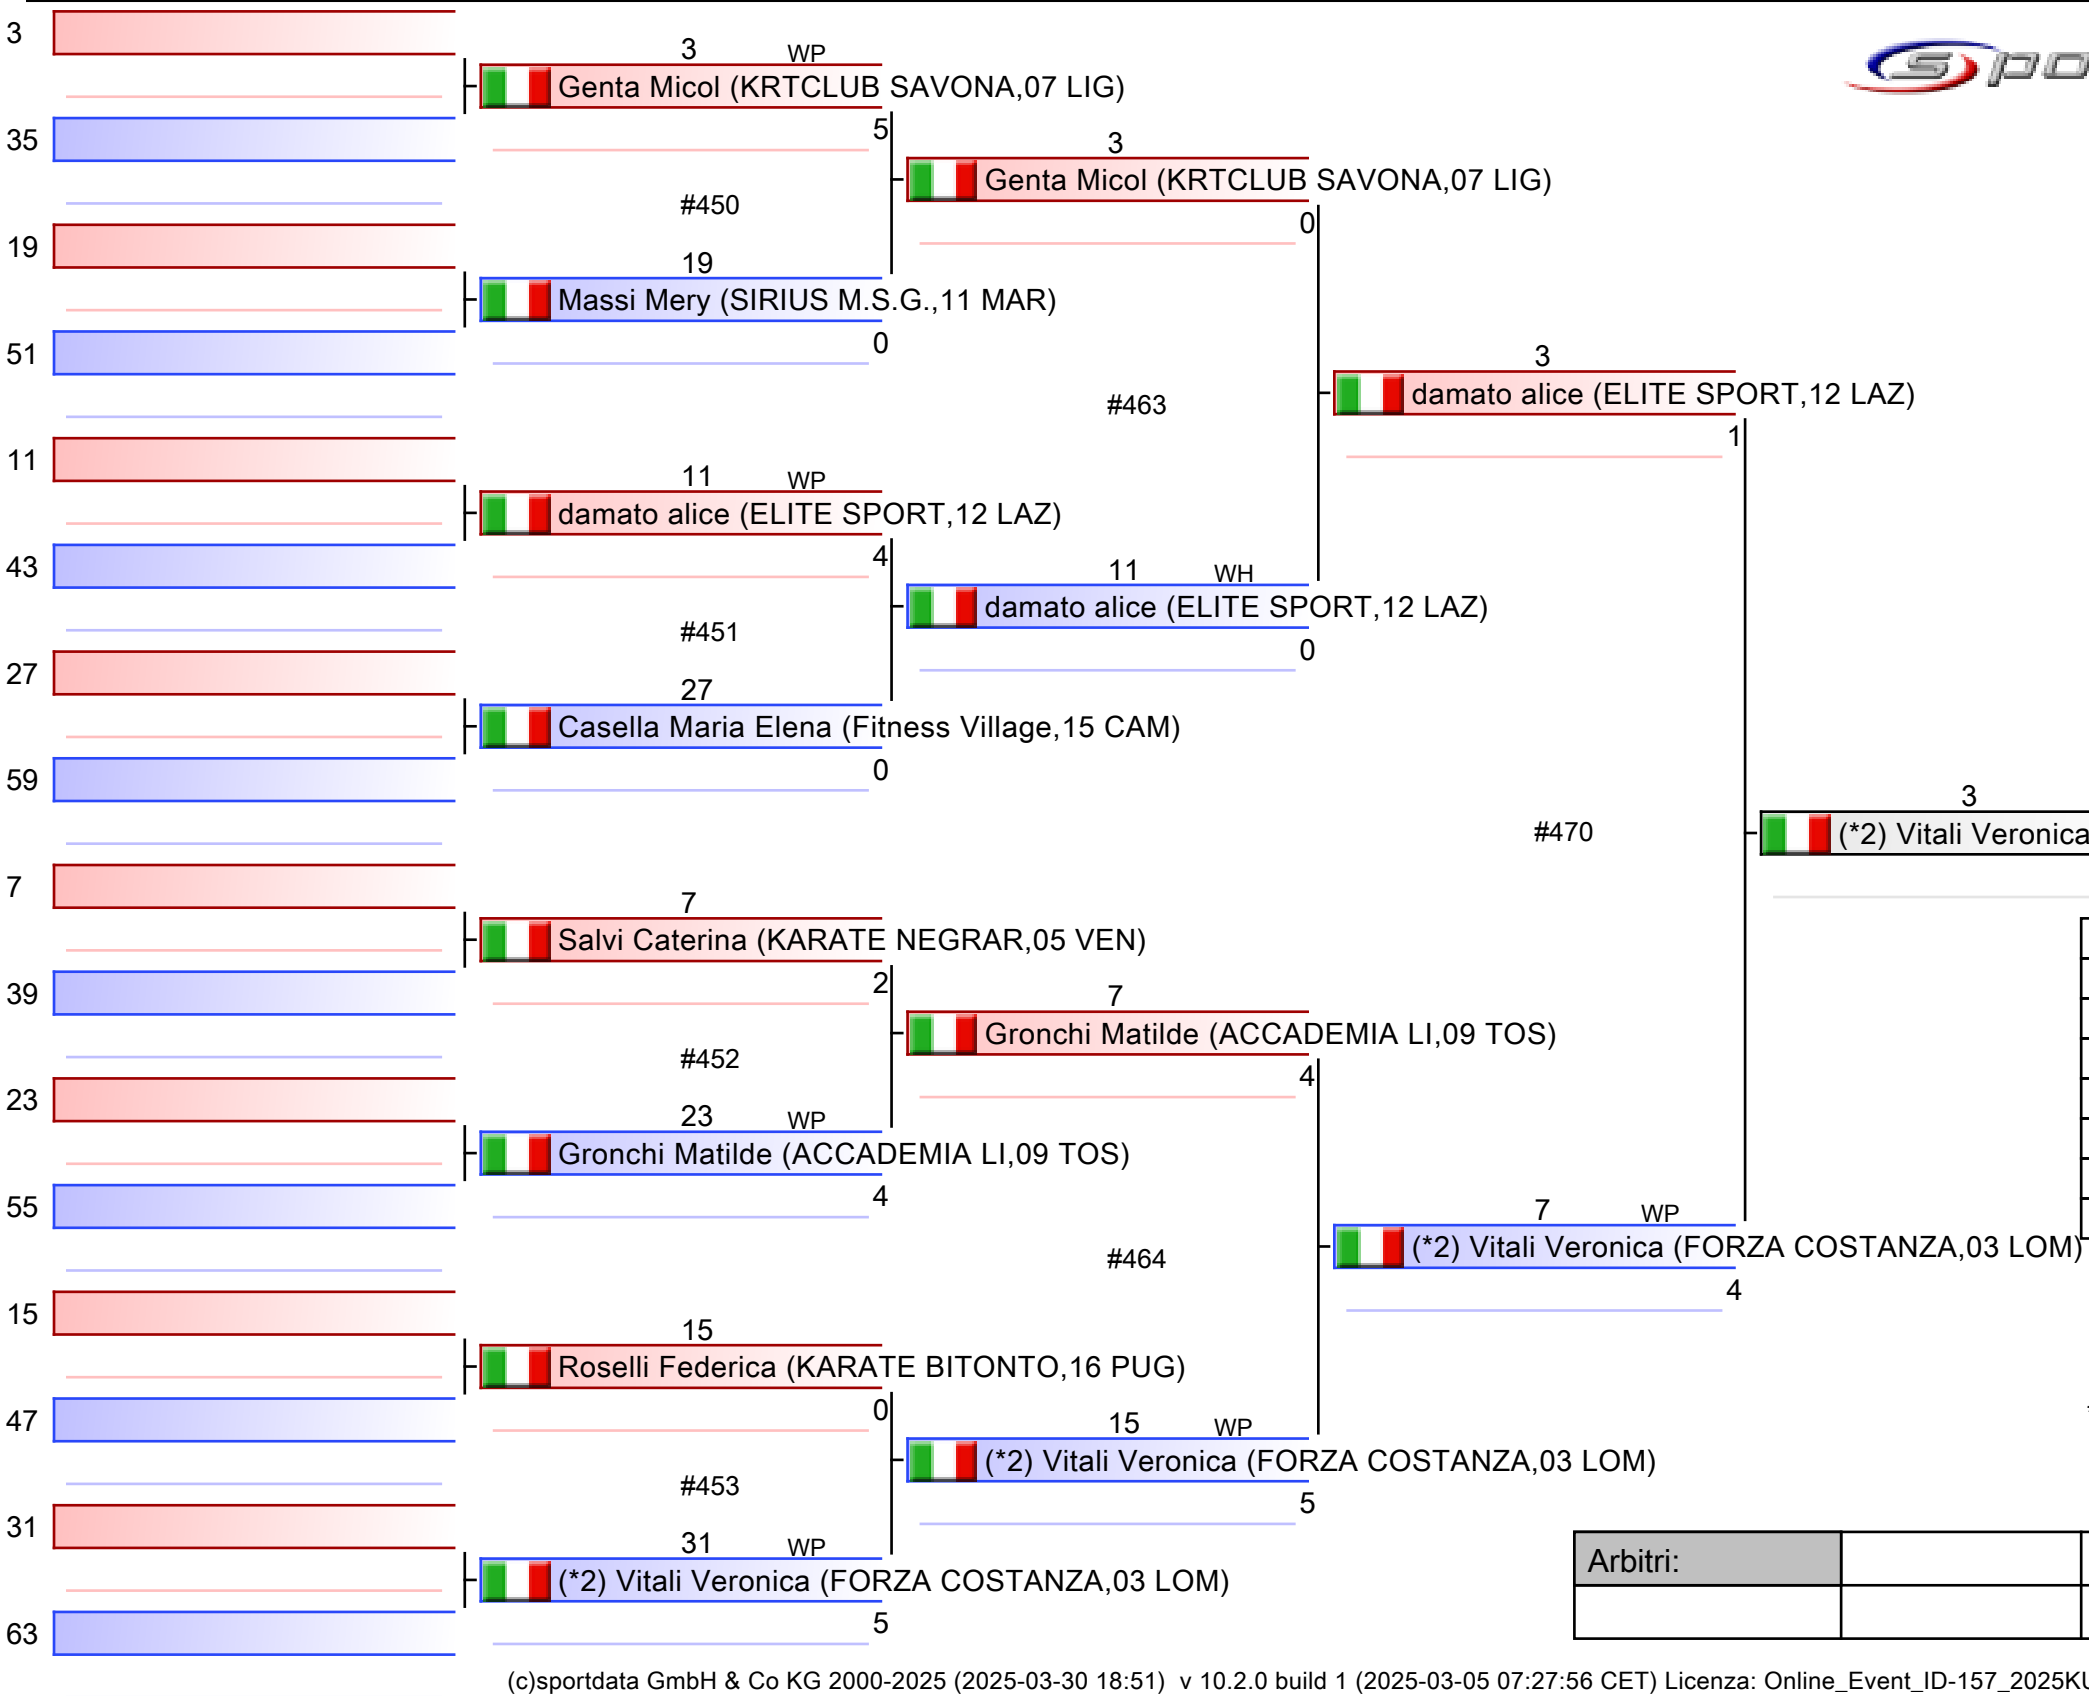 3
3 WP
Genta Micol (KRTCLUB SAVONA,07 LIG)
5
35
3
Genta Micol (KRTCLUB SAVONA,07 LIG)
0
#450
19
19
Massi Mery (SIRIUS M.S.G.,11 MAR)
0
51
3
damato alice (ELITE SPORT,12 LAZ)
1
#463
11
11 WP
damato alice (ELITE SPORT,12 LAZ)
4
43
11 WH
damato alice (ELITE SPORT,12 LAZ)
0
#451
27
27
Casella Maria Elena (Fitness Village,15 CAM)
0
59
3
(*2) Vitali Veronica
#470
7
7
Salvi Caterina (KARATE NEGRAR,05 VEN)
2
39
7
Gronchi Matilde (ACCADEMIA LI,09 TOS)
4
#452
23
23 WP
Gronchi Matilde (ACCADEMIA LI,09 TOS)
4
55
7 WP
(*2) Vitali Veronica (FORZA COSTANZA,03 LOM)
4
#464
15
15
Roselli Federica (KARATE BITONTO,16 PUG)
0
47
15 WP
(*2) Vitali Veronica (FORZA COSTANZA,03 LOM)
5
#453
31
31 WP
(*2) Vitali Veronica (FORZA COSTANZA,03 LOM)
5
63
Arbitri:
(c)sportdata GmbH & Co KG 2000-2025 (2025-03-30 18:51) v 10.2.0 build 1 (2025-03-05 07:27:56 CET) Licenza: Online_Event_ID-157_2025KU